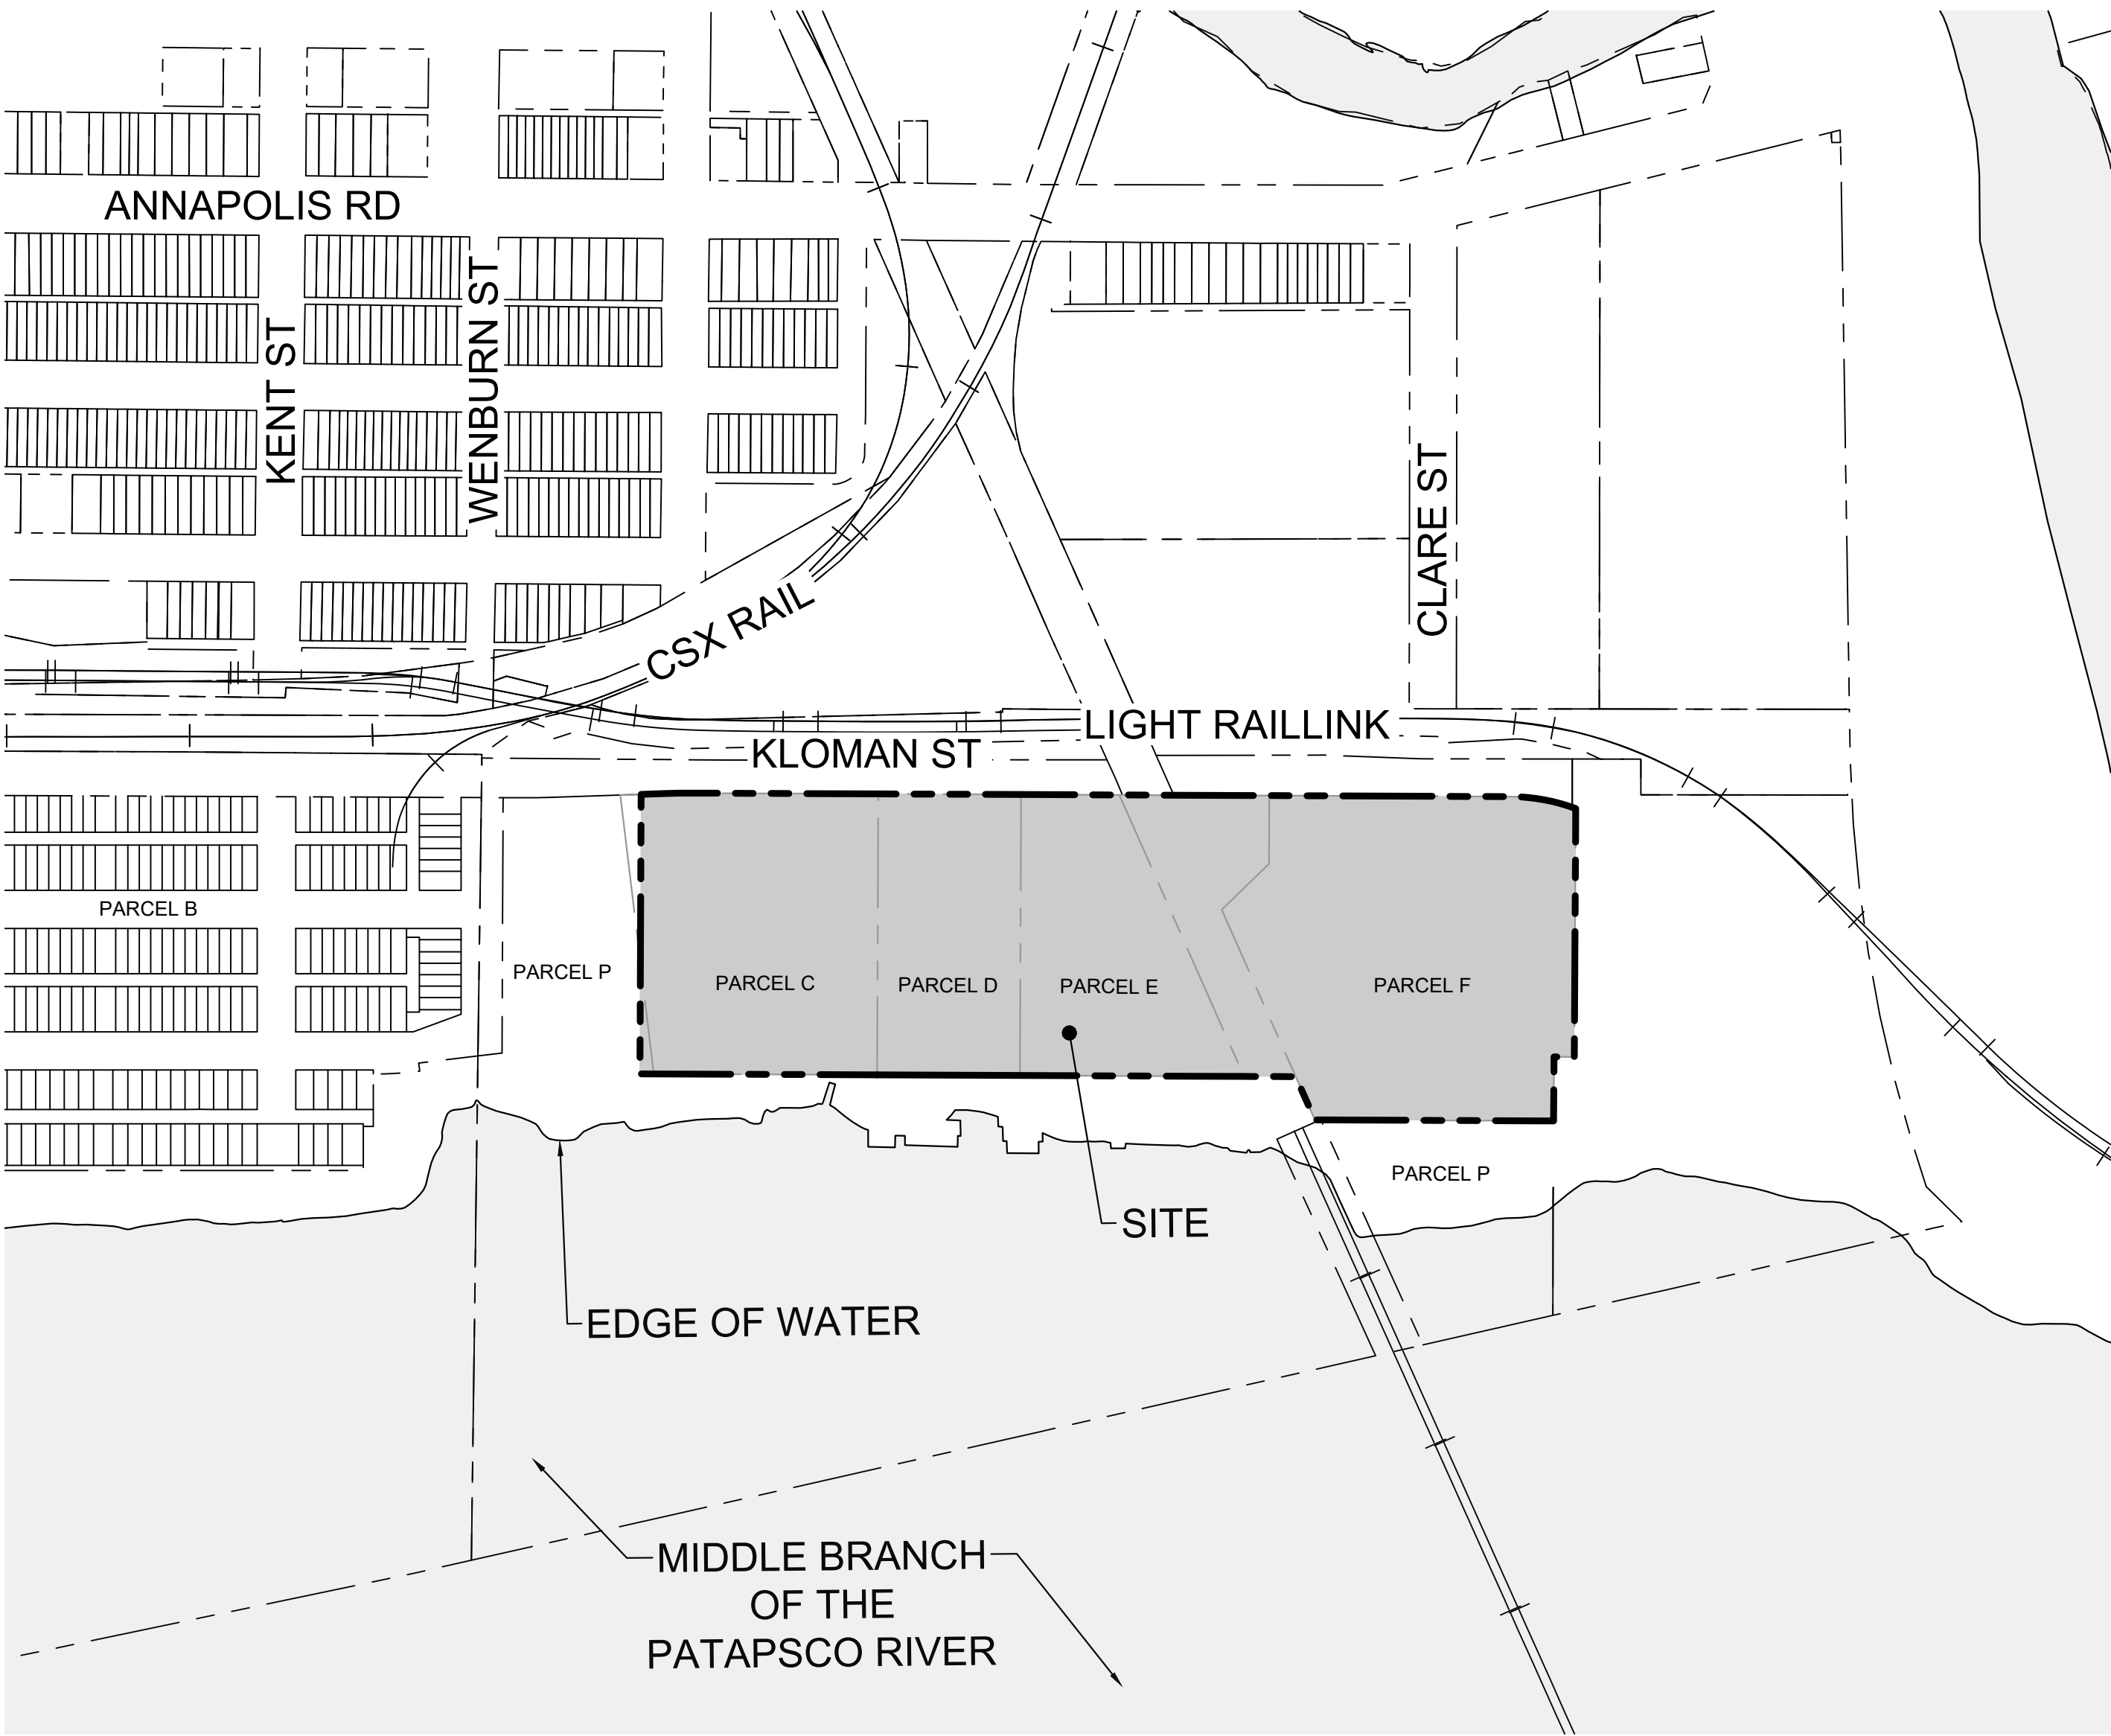 ANNAPOLIS RD
KENT ST
WENBURN ST
CLARE ST
CSX RAIL
LIGHT RAILLINK
KLOMAN ST
PARCEL B
PARCEL P
PARCEL C
PARCEL D
PARCEL E
PARCEL F
PARCEL P
SITE
EDGE OF WATER
MIDDLE BRANCH
OF THE
PATAPSCO RIVER